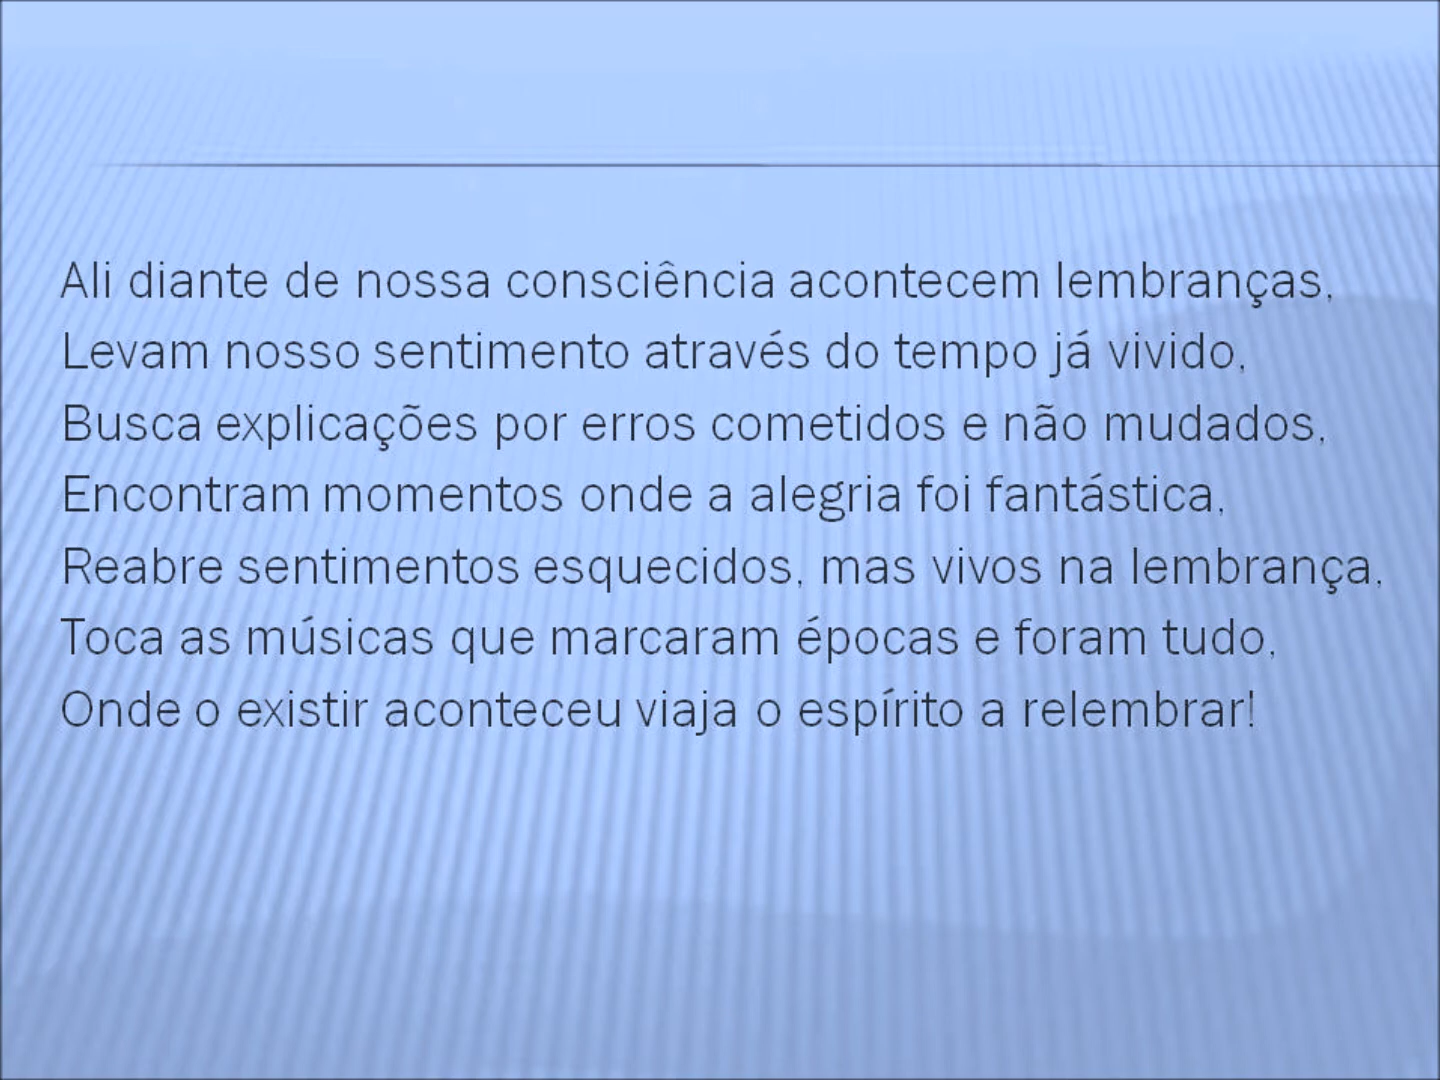 Ali diante de nossa consciência acontecem lembranças,
Levam nosso sentimento através do tempo já vivido,
Busca explicações por erros cometidos e não mudados,
Encontram momentos onde a alegria foi fantástica,
Reabre sentimentos esquecidos, mas vivos na lembrança,
Toca as músicas que marcaram épocas e foram tudo,
Onde o existir aconteceu viaja o espírito a relembrar!